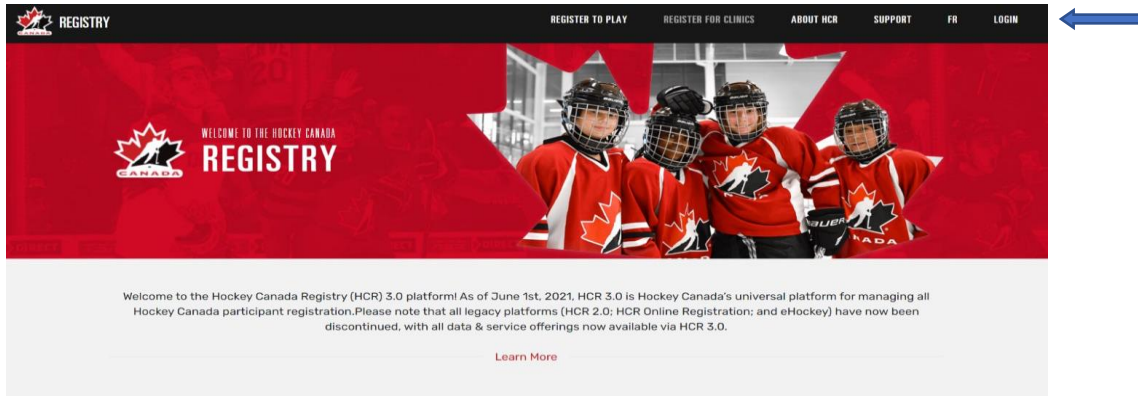 CANADA REGISTRY REGISTER TO PLAY REGISTER FOR CLINICS ABOUT HCR SUPPORT FR LOGIN
WELCOME TO THE HOCKEY CANADA
REGISTRY
CANADA
BAUER
Welcome to the Hockey Canada Registry (HCR) 3.0 platform! As of June 1st, 2021, HCR 3.0 is Hockey Canada's universal platform for managing all
Hockey Canada participant registration.Please note that all legacy platforms (HCR 2.0; HCR Online Registration; and eHockey) have now been
discontinued, with all data & service offerings now available via HCR 3.0.
Learn More